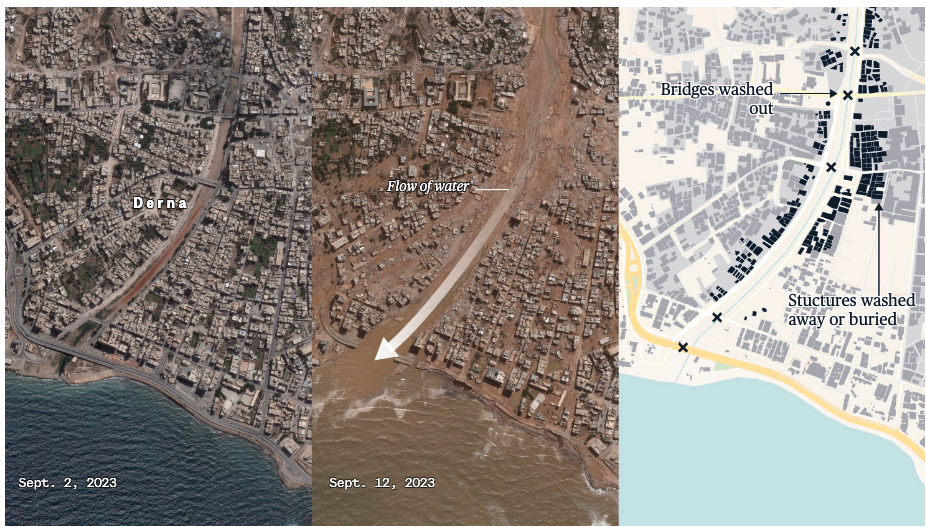 Derna
Sept. 2, 2023
Flow of water
Sept. 12, 2023
Bridges washed
out
Stuctures washed
away or buried